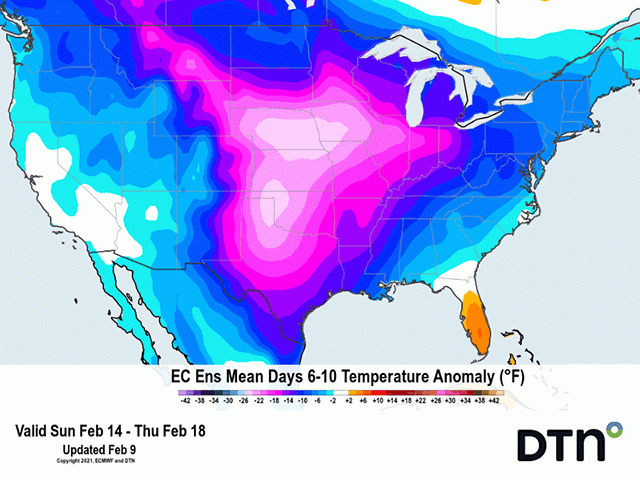 EC Ens Mean Days 6-10 Temperature Anomaly (°F)
-42 -38 -34 -30 -26 -22 -18 -14 -10 -6 -2 +2 +6 +10 +14 +18 +22 +26 +30 +34 +38 +42
Valid Sun Feb 14 - Thu Feb 18
Updated Feb 9
Copyright 2021, ECMWF and DTN
DTN